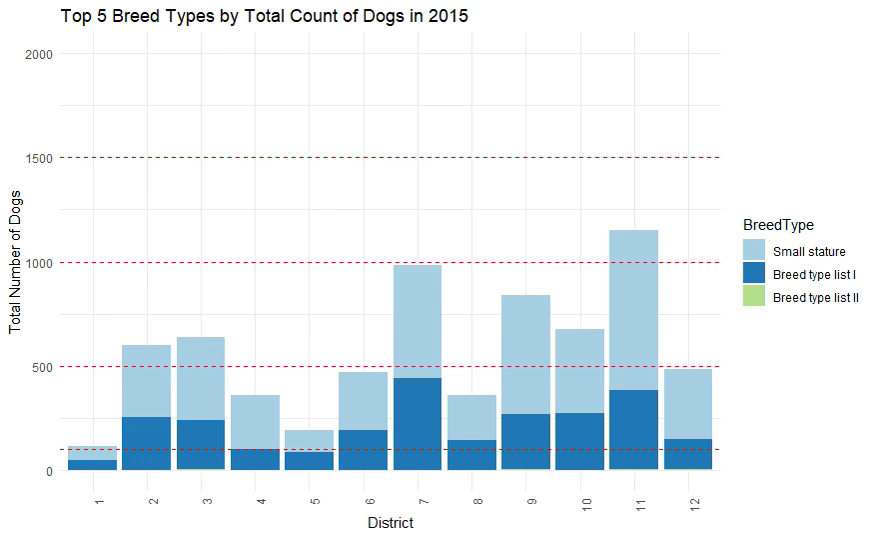 Top 5 Breed Types by Total Count of Dogs in 2015
Total Number of Dogs
2000
1500
1000
500
0
1
2
3
4
5
6
7
8
9
10
11
12
District
BreedType
Small stature
Breed type list I
Breed type list II